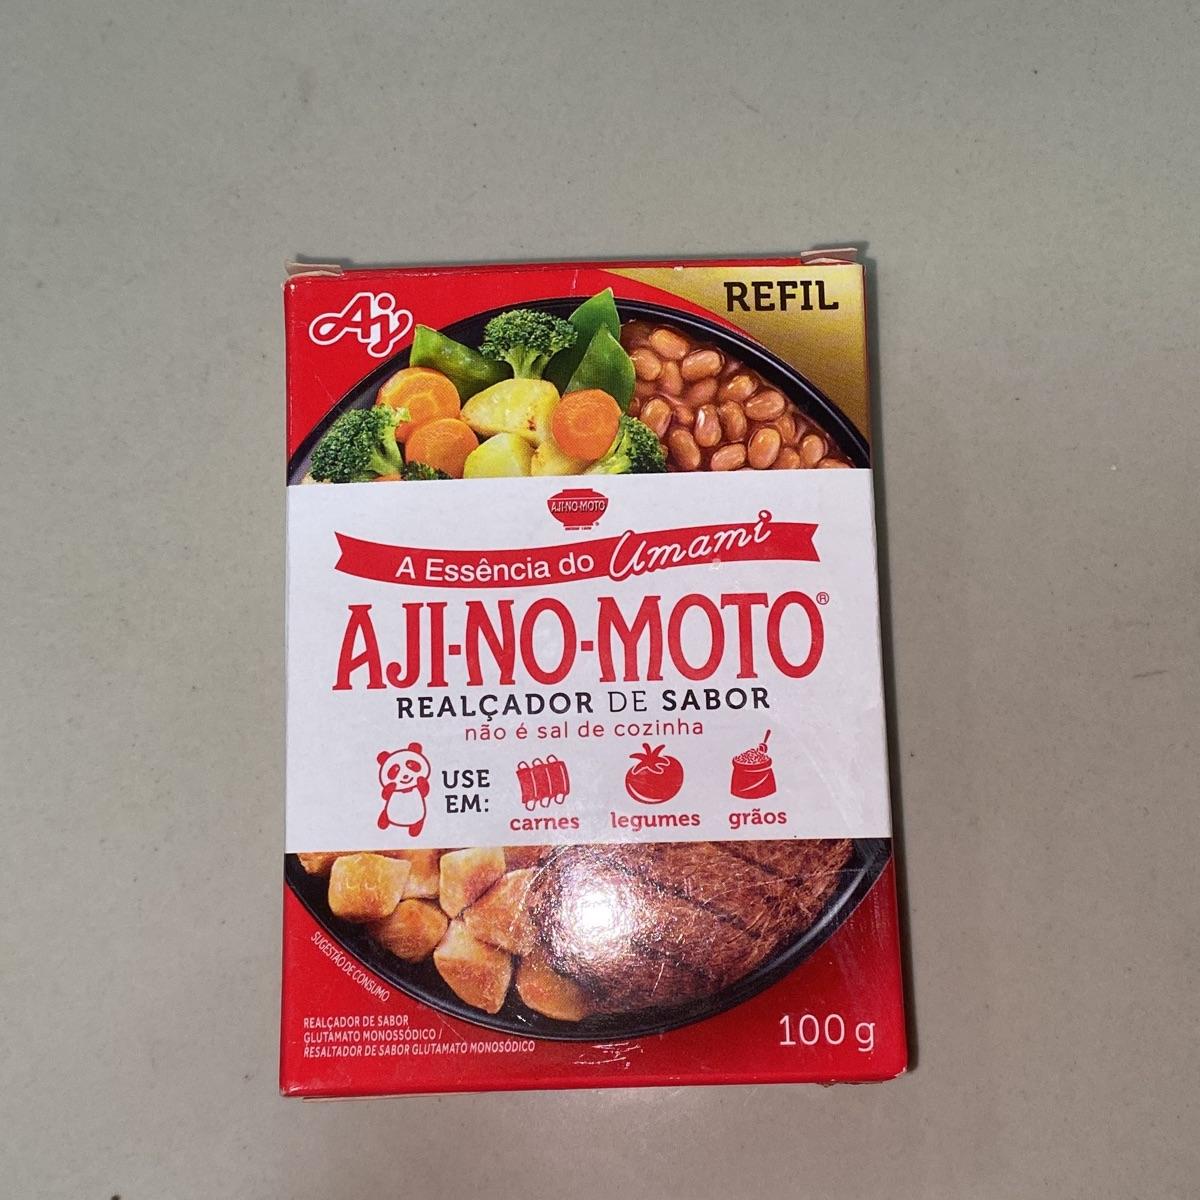 Aj
REFIL
AJI-NO-MOTO
A Essência do Umami
AJI-NO-MOTO®
REALÇADOR DE SABOR
não é sal de cozinha
USE
EM:
carnes
legumes
grãos
SUGESTÃO DE CONSUMO
REALÇADOR DE SABOR
GLUTAMATO MONOSSÓDICO /
RESALTADOR DE SABOR GLUTAMATO MONOSÓDICO
100 g